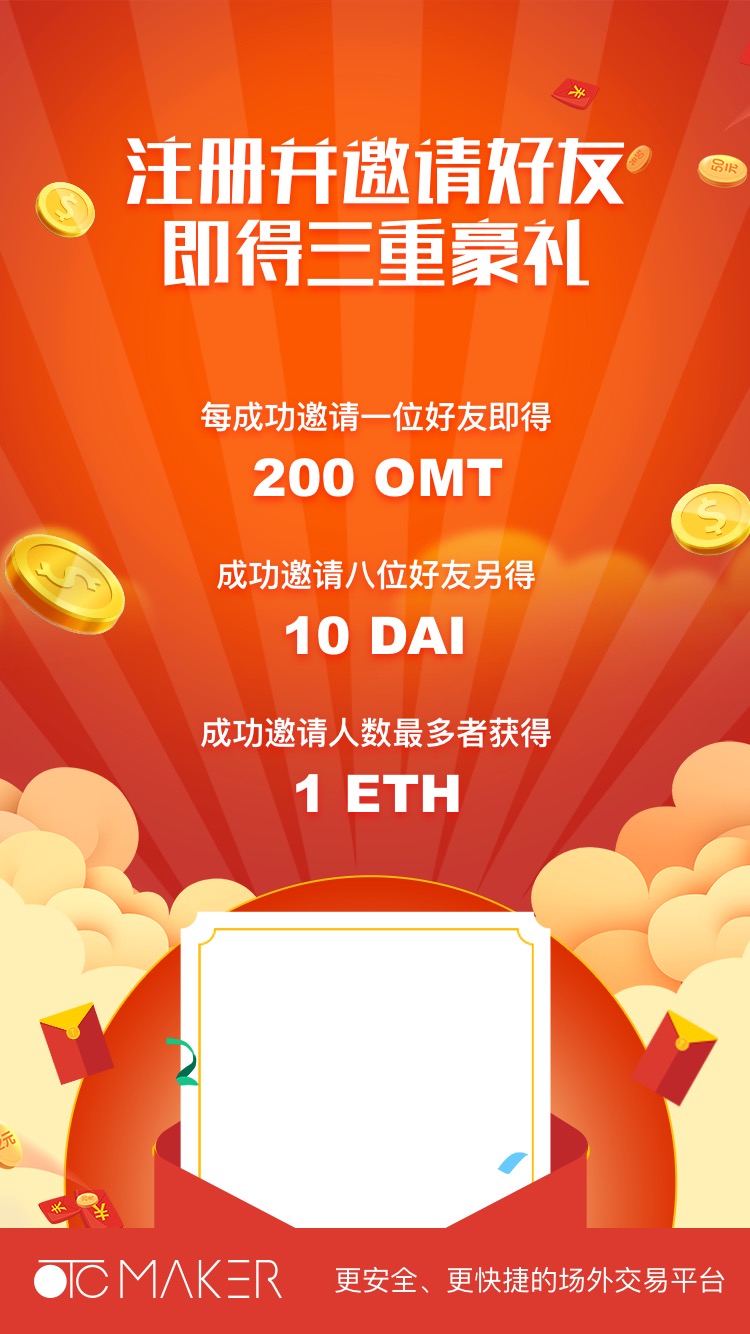 注册并邀请好友
即得三重豪礼
每成功邀请一位好友即得
200 OMT
成功邀请八位好友另得
10 DAI
成功邀请人数最多者获得
1 ETH
50元
OTC MAKER
更安全、更快捷的场外交易平台